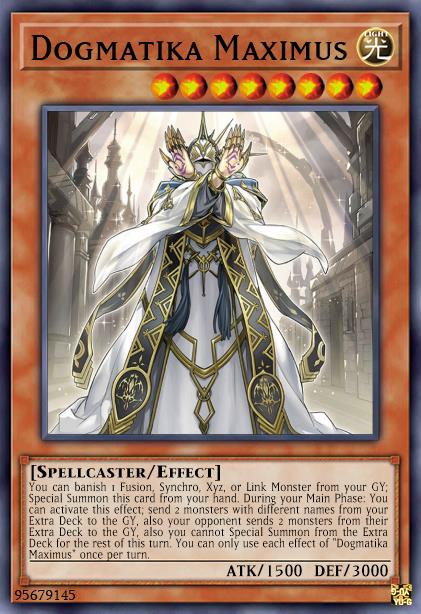 DOGMATIKA MAXIMUS
LIGHT
光
[SPELLCASTER/EFFECT]
You can banish 1 Fusion, Synchro, Xyz, or Link Monster from your GY;
Special Summon this card from your hand. During your Main Phase: You
can activate this effect; send 2 monsters with different names from your
Extra Deck to the GY, also your opponent sends 2 monsters from their
Extra Deck to the GY, also you cannot Special Summon from the Extra
Deck for the rest of this turn. You can only use each effect of "Dogmatika
Maximus" once per turn.
ATK/1500 DEF/3000
95679145